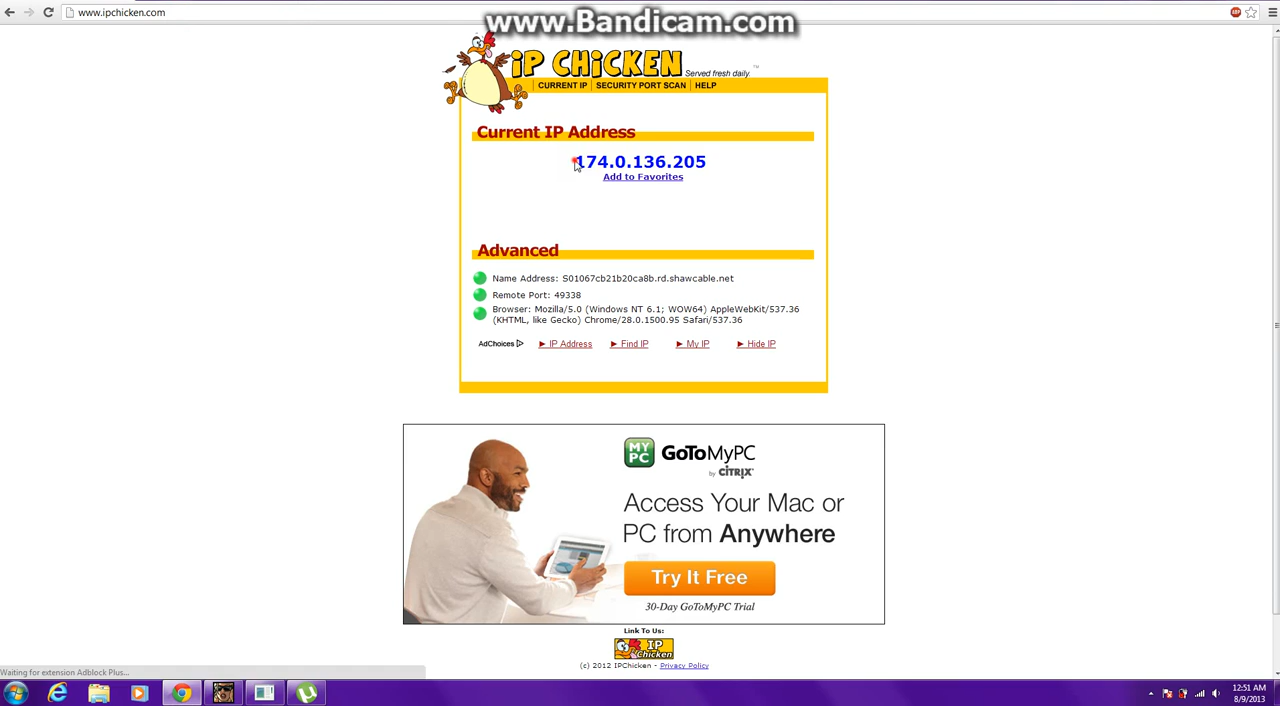 www.ipchicken.com
www.Bandicam.com
iP CHiCKEN Served fresh daily. ™
CURRENT IP | SECURITY PORT SCAN | HELP
Current IP Address
174.0.136.205
Add to Favorites
Advanced
Name Address: S01067cb21b20ca8b.rd.shawcable.net
Remote Port: 49338
Browser: Mozilla/5.0 (Windows NT 6.1; WOW64) AppleWebKit/537.36
(KHTML, like Gecko) Chrome/28.0.1500.95 Safari/537.36
AdChoices ► IP Address ► Find IP ► My IP ► Hide IP
MY PC GoToMyPC
by CITRIX
Access Your Mac or
PC from Anywhere
Try It Free
30-Day GoToMyPC Trial
Link To Us:
IP
Chicken
(c) 2012 IPChicken - Privacy Policy
Waiting for extension Adblock Plus...
12:51 AM
8/9/2013